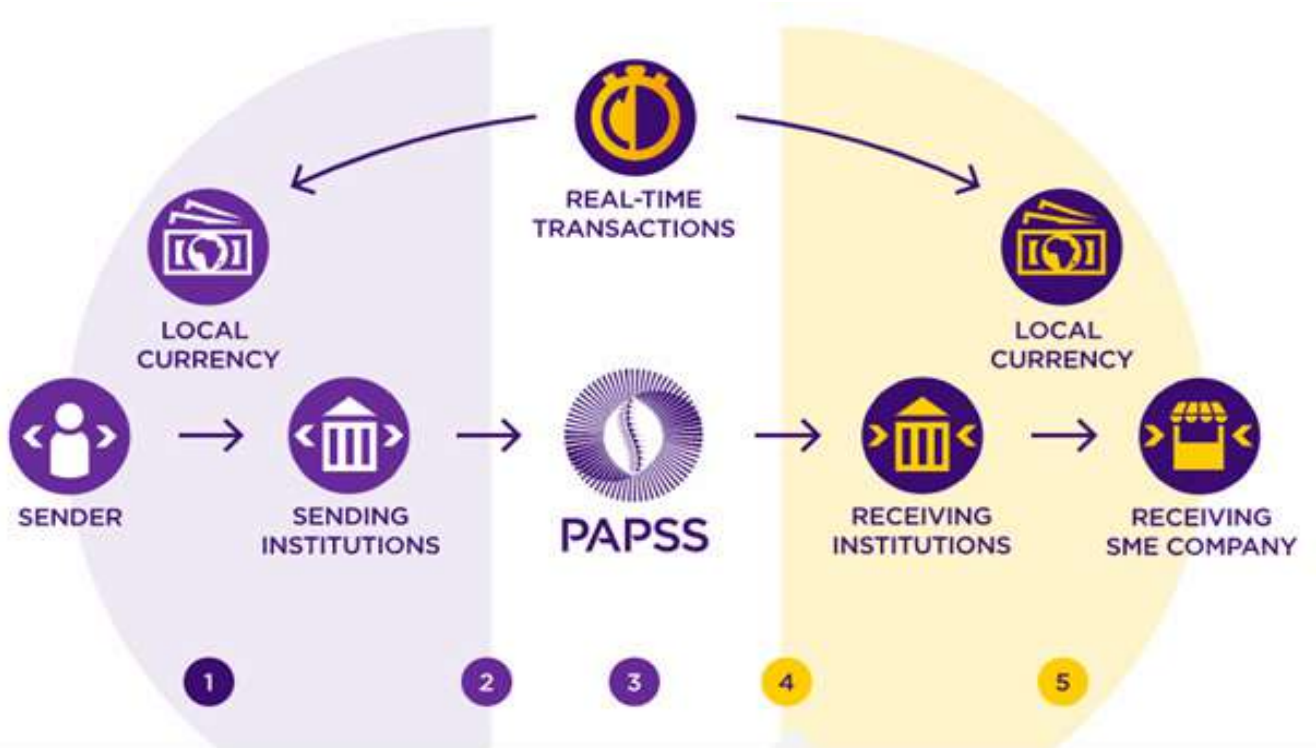 REAL-TIME
TRANSACTIONS
LOCAL
CURRENCY
LOCAL
CURRENCY
SENDER
SENDING
INSTITUTIONS
PAPSS
RECEIVING
INSTITUTIONS
RECEIVING
SME COMPANY
1
2
3
4
5